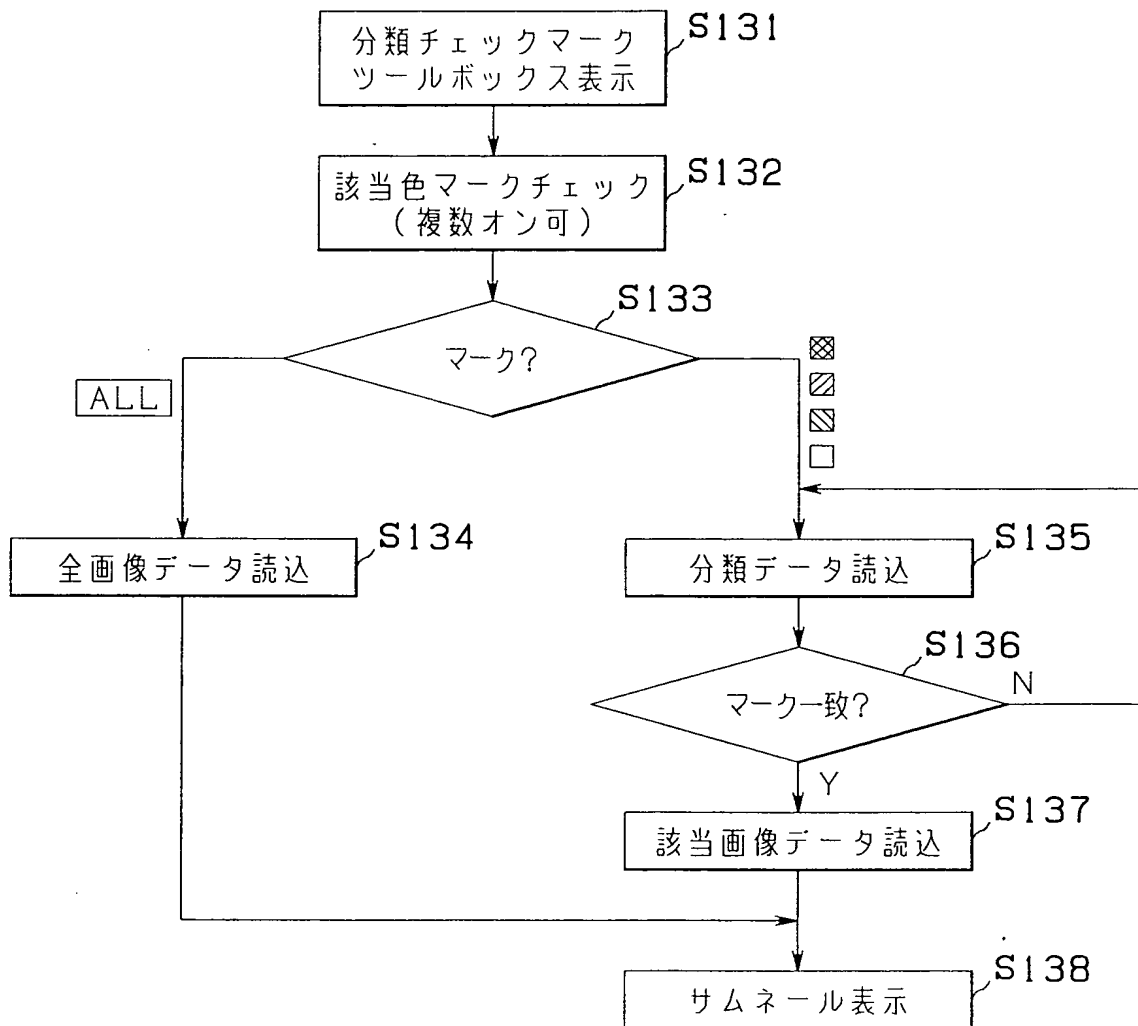 S131
分類チェックマーク
ツールボックス表示
S132
該当色マークチェック
(複数オン可)
S133
マーク?
ALL
S134
全画像データ読込
S135
分類データ読込
S136
マーク一致?
N
Y
S137
該当画像データ読込
S138
サムネール表示